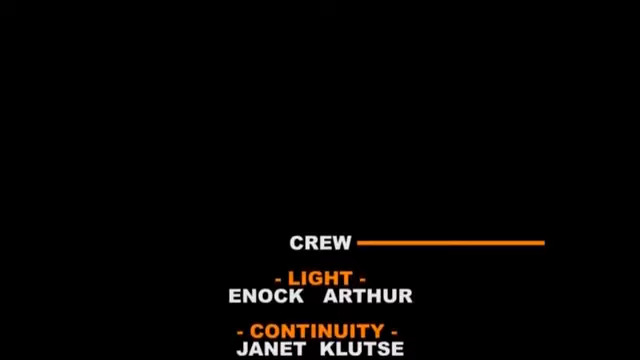 CREW
- LIGHT -
ENOCK ARTHUR
- CONTINUITY -
JANET KLUTSE